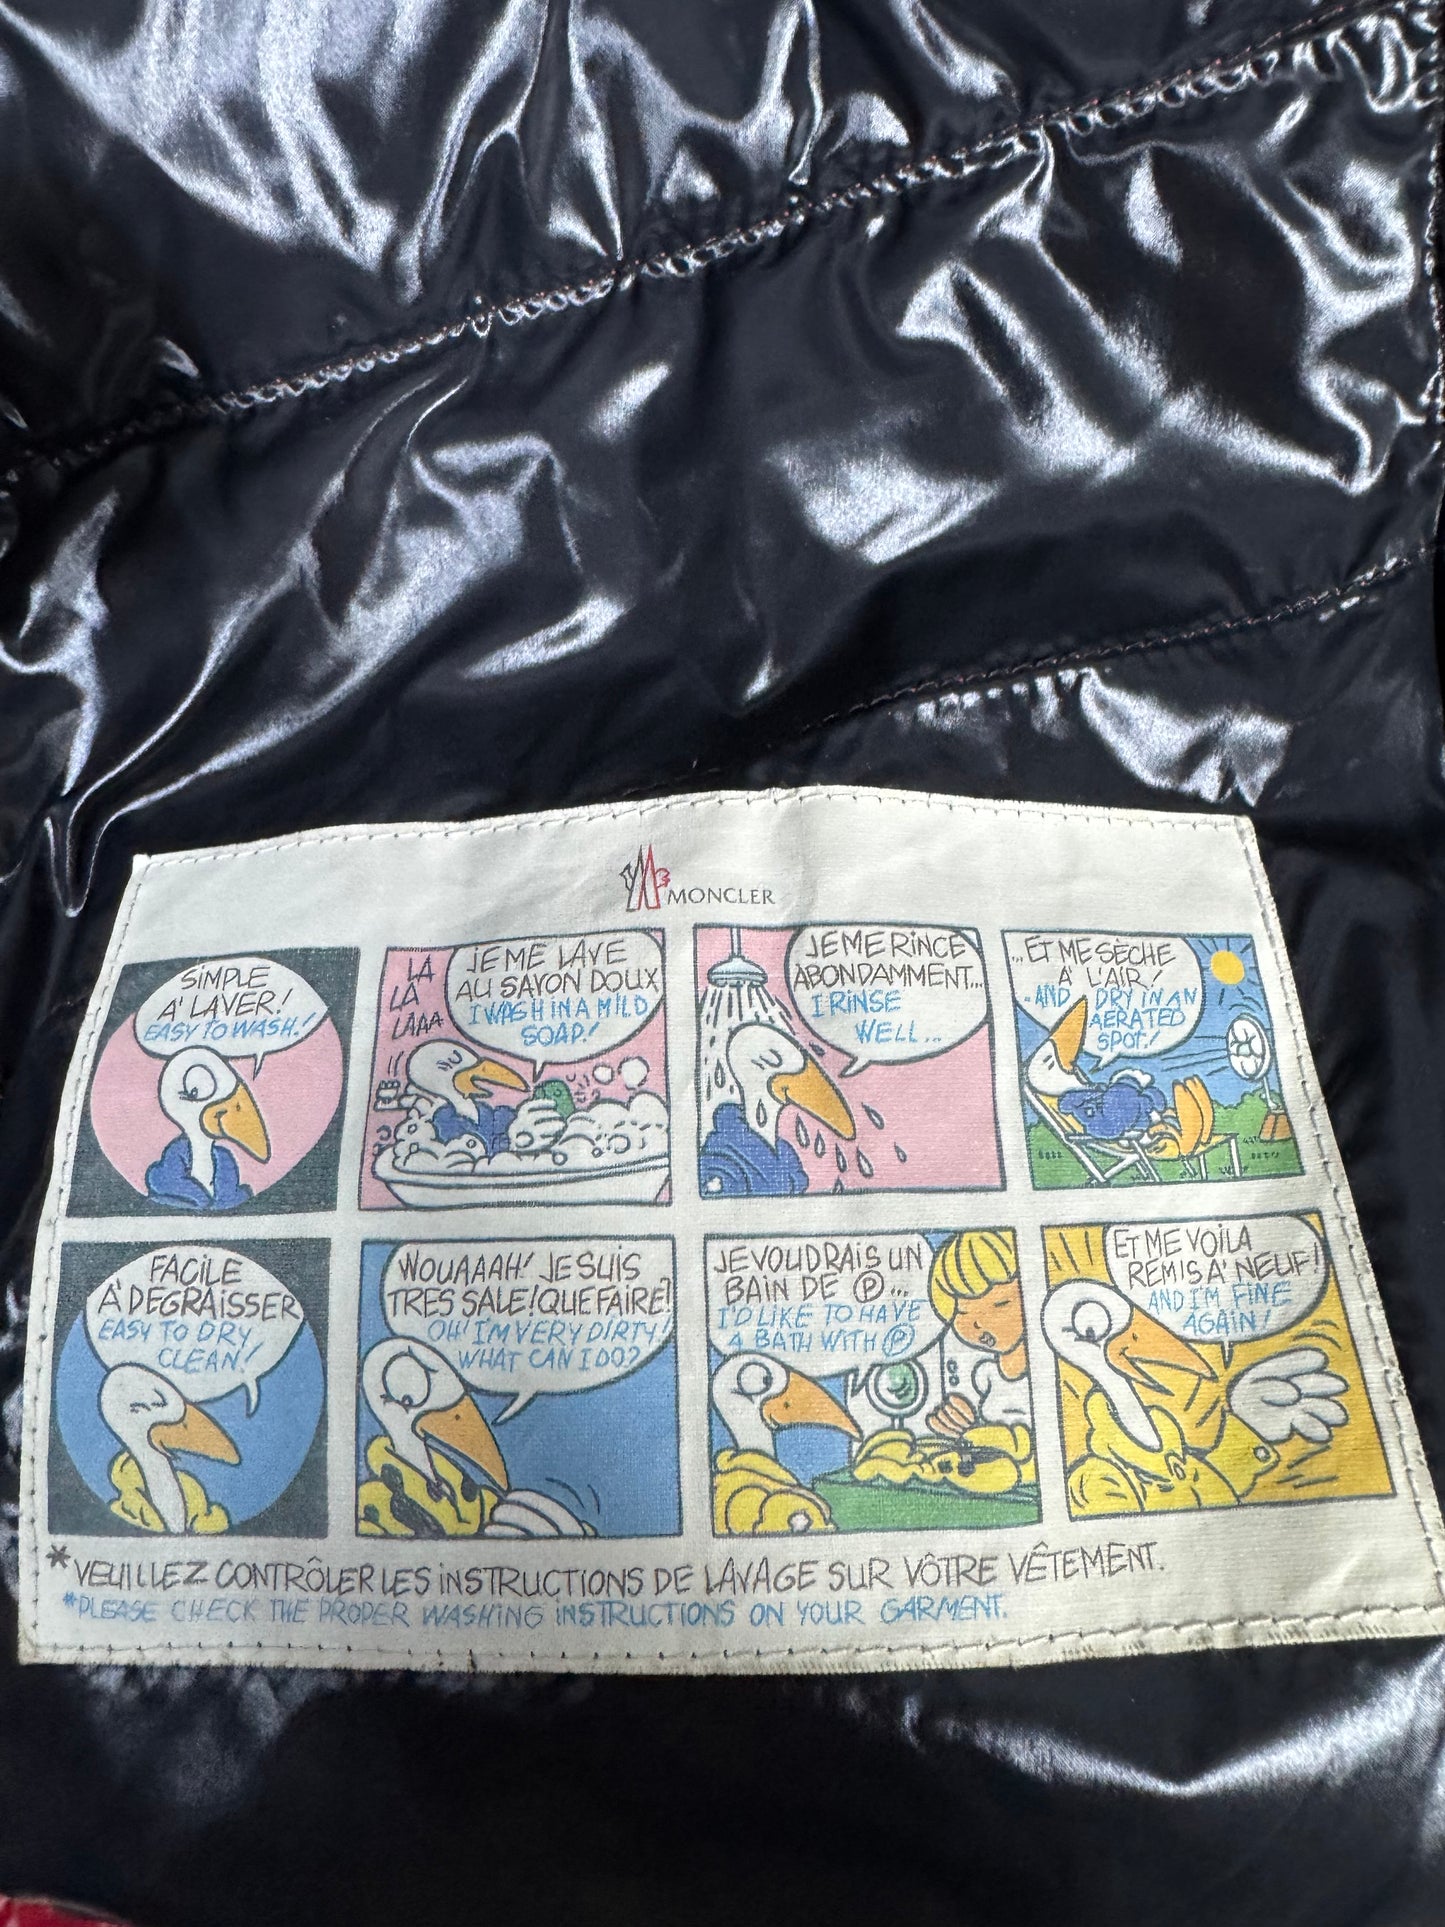 MONCLER
SIMPLE
A' LAVER!
EASY TO WASH!
LA
LA
LAAA
JE ME LAVE
AU SAVON DOUX
I WASH IN A MILD
SOAP!
JE ME RINCE
ABONDAMMENT...
I RINSE
WELL...
...ET ME SÈCHE
A' L'AIR!
..AND DRY IN AN
AERATED
SPOT!
FACILE
A' DEGRAISSER
EASY TO DRY
CLEAN!
WOUAAAH! JE SUIS
TRES SALE! QUE FAIRE?
OH! I'M VERY DIRTY!
WHAT CAN I DO?
JE VOUDRAIS UN
BAIN DE Ⓟ...
I'D LIKE TO HAVE
A BATH WITH Ⓟ
ET ME VOILA
REMIS A' NEUF!
AND I'M FINE
AGAIN!
*VEUILLEZ CONTRÔLER LES INSTRUCTIONS DE LAVAGE SUR VÔTRE VÊTEMENT.
*PLEASE CHECK THE PROPER WASHING INSTRUCTIONS ON YOUR GARMENT.